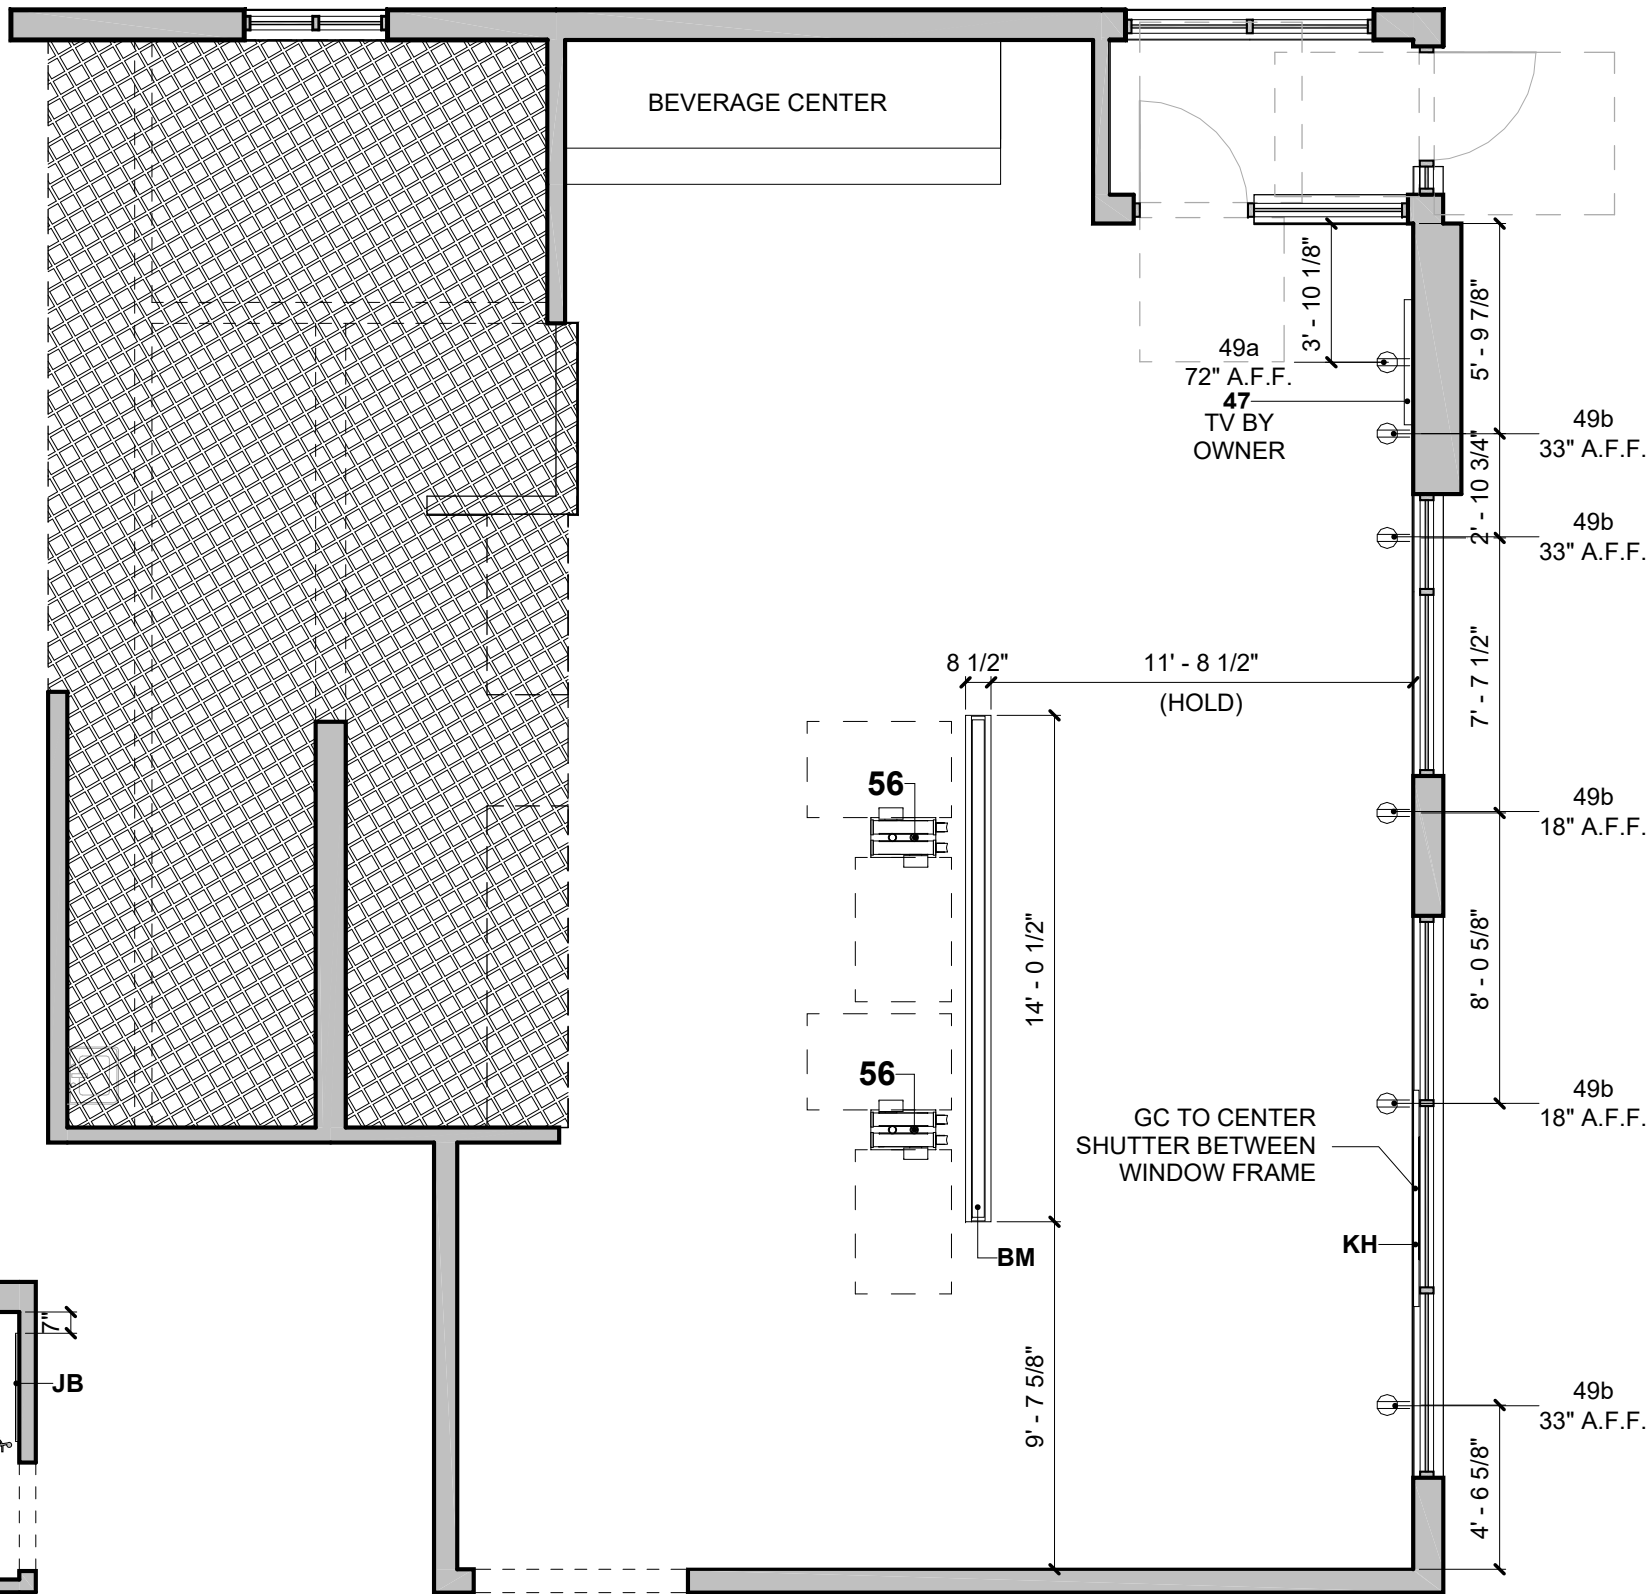 BEVERAGE CENTER
3' - 10 1/8"
5' - 9 7/8"
49a
72" A.F.F.
47
TV BY
OWNER
49b
33" A.F.F.
2' - 10 3/4"
49b
33" A.F.F.
8 1/2"
11' - 8 1/2"
(HOLD)
7' - 7 1/2"
56
49b
18" A.F.F.
14' - 0 1/2"
8' - 0 5/8"
56
49b
18" A.F.F.
GC TO CENTER
SHUTTER BETWEEN
WINDOW FRAME
KH
BM
7"
JB
9' - 7 5/8"
49b
33" A.F.F.
4' - 6 5/8"